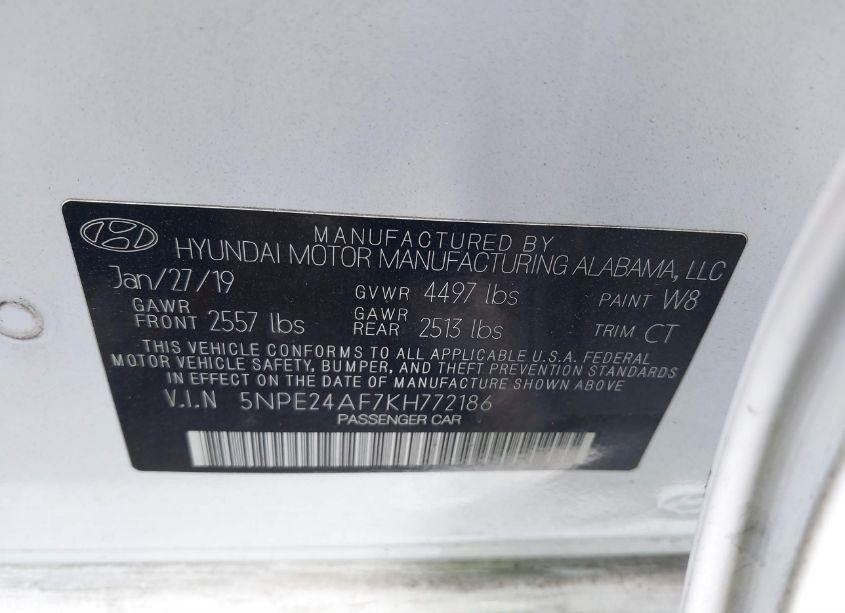 MANUFACTURED BY
HYUNDAI MOTOR MANUFACTURING ALABAMA, LLC
Jan/27/19 GVWR 4497 lbs PAINT W8
GAWR FRONT 2557 lbs GAWR REAR 2513 lbs TRIM CT
THIS VEHICLE CONFORMS TO ALL APPLICABLE U.S.A. FEDERAL
MOTOR VEHICLE SAFETY, BUMPER, AND THEFT PREVENTION STANDARDS
IN EFFECT ON THE DATE OF MANUFACTURE SHOWN ABOVE
V.I.N 5NPE24AF7KH772186
PASSENGER CAR